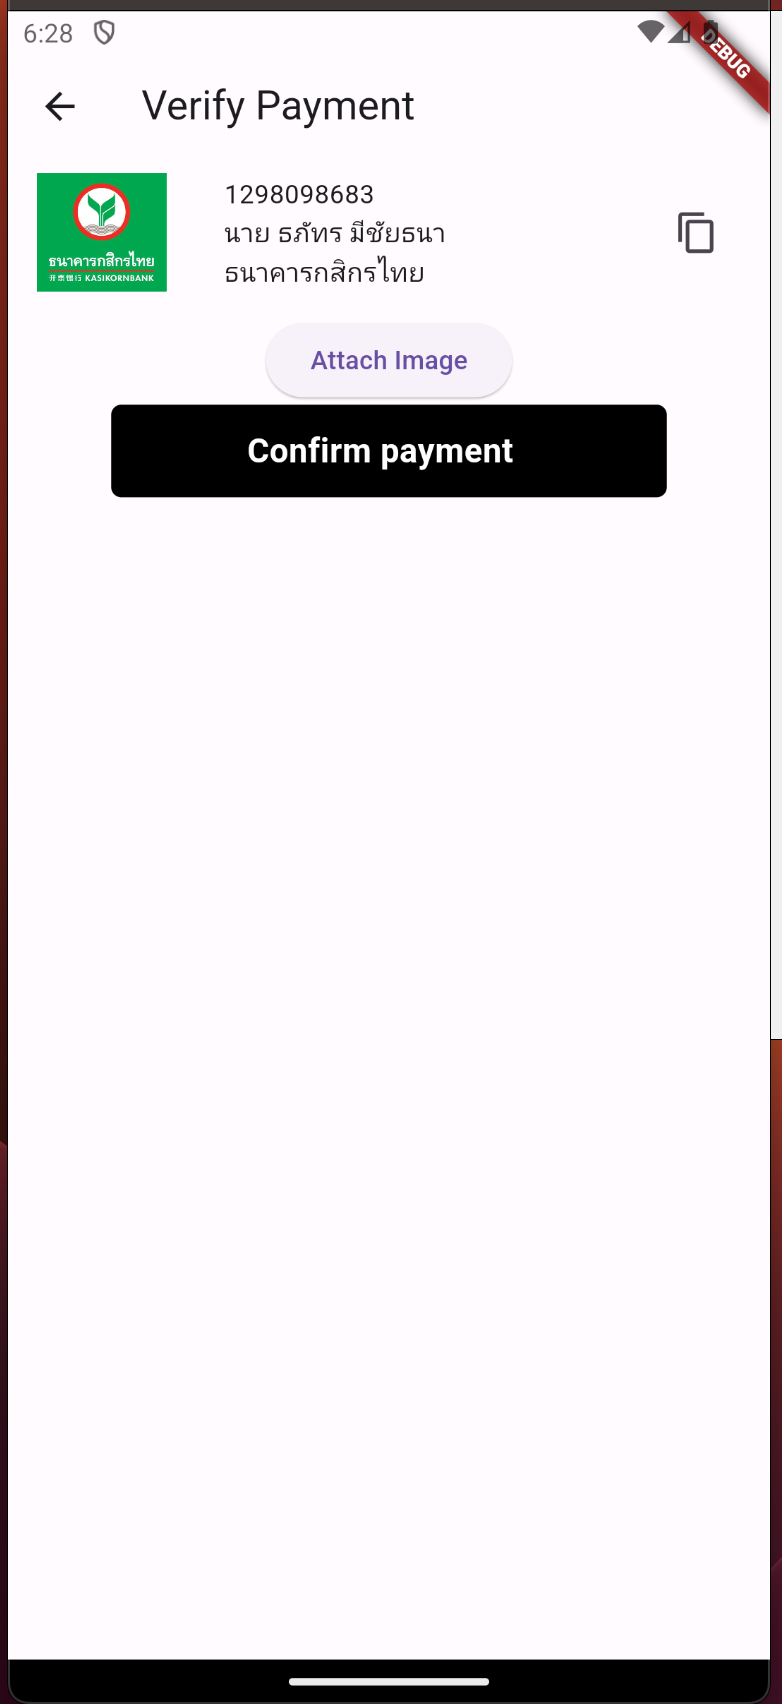 6:28
DEBUG
Verify Payment
1298098683
นาย ธภัทร มีชัยธนา
ธนาคารกสิกรไทย
ธนาคารกสิกรไทย
开泰银行 KASIKORNBANK
Attach Image
Confirm payment